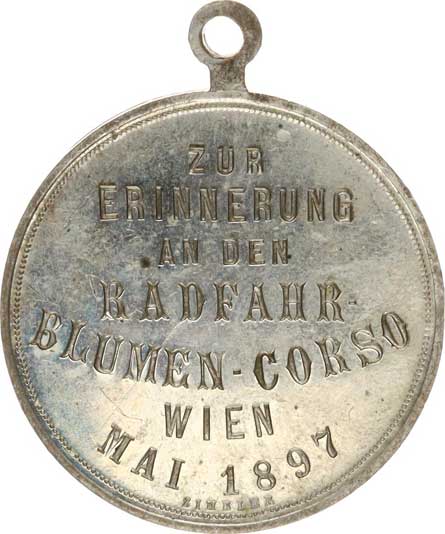 ZUR
ERINNERUNG
AN DEN
RADFAHR-
BLUMEN-CORSO
WIEN
MAI 1897